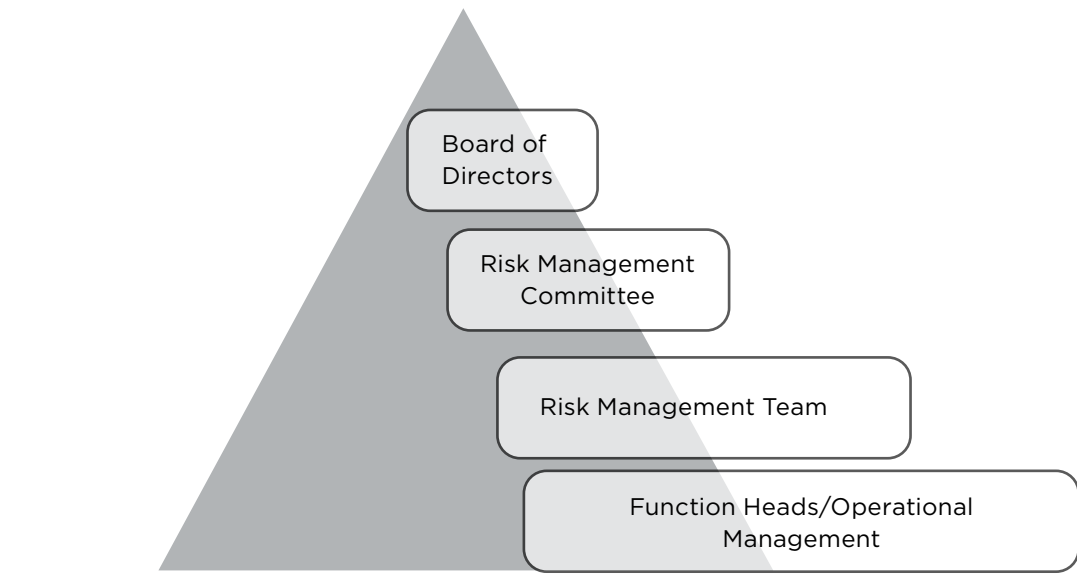 Board of
Directors
Risk Management
Committee
Risk Management Team
Function Heads/Operational
Management